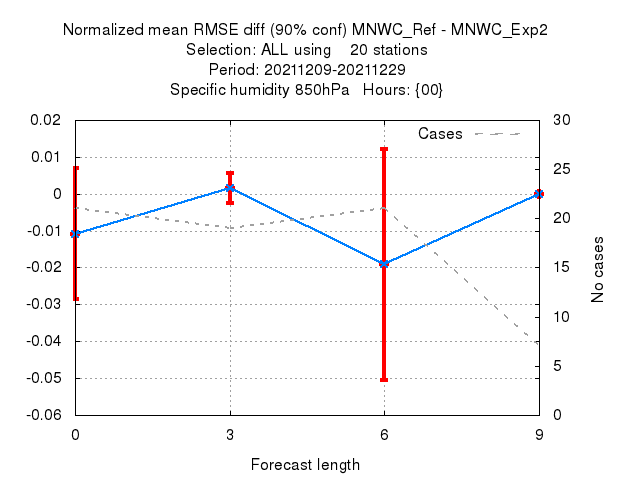 Normalized mean RMSE diff (90% conf) MNWC_Ref - MNWC_Exp2
Selection: ALL using    20 stations
Period: 20211209-20211229
Specific humidity 850hPa   Hours: {00}
Cases
0.02
0.01
0
-0.01
-0.02
-0.03
-0.04
-0.05
-0.06
30
25
20
15
10
5
0
No cases
0
3
6
9
Forecast length